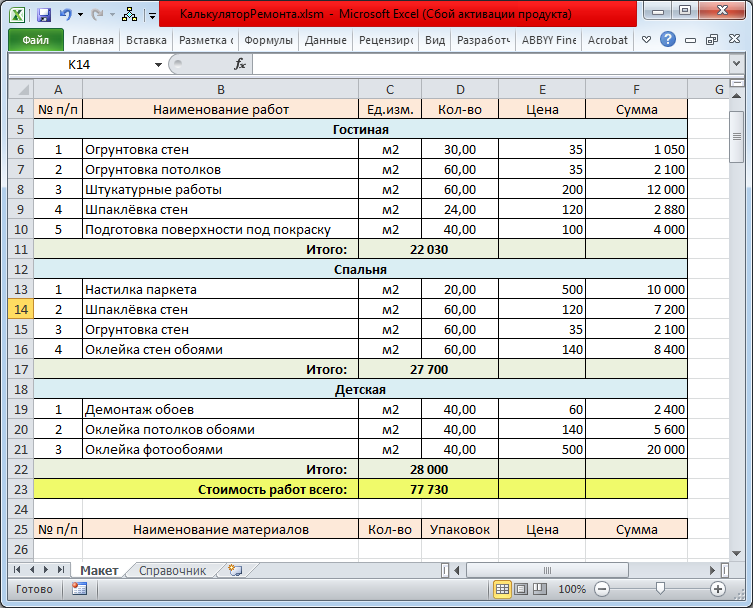 КалькуляторРемонта.xlsm - Microsoft Excel (Сбой активации продукта)
Файл Главная Вставка Разметка с Формулы Данные Рецензирс Вид Разработч ABBYY Fine Acrobat
K14 fx
A B C D E F G
4 № п/п Наименование работ Ед.изм. Кол-во Цена Сумма
5 Гостиная
6 1 Огрунтовка стен м2 30,00 35 1 050
7 2 Огрунтовка потолков м2 60,00 35 2 100
8 3 Штукатурные работы м2 60,00 200 12 000
9 4 Шпаклёвка стен м2 24,00 120 2 880
10 5 Подготовка поверхности под покраску м2 40,00 100 4 000
11 Итого: 22 030
12 Спальня
13 1 Настилка паркета м2 20,00 500 10 000
14 2 Шпаклёвка стен м2 60,00 120 7 200
15 3 Огрунтовка стен м2 60,00 35 2 100
16 4 Оклейка стен обоями м2 60,00 140 8 400
17 Итого: 27 700
18 Детская
19 1 Демонтаж обоев м2 40,00 60 2 400
20 2 Оклейка потолков обоями м2 40,00 140 5 600
21 3 Оклейка фотообоями м2 40,00 500 20 000
22 Итого: 28 000
23 Стоимость работ всего: 77 730
24
25 № п/п Наименование материалов Кол-во Упаковок Цена Сумма
26
Макет Справочник
Готово 100%